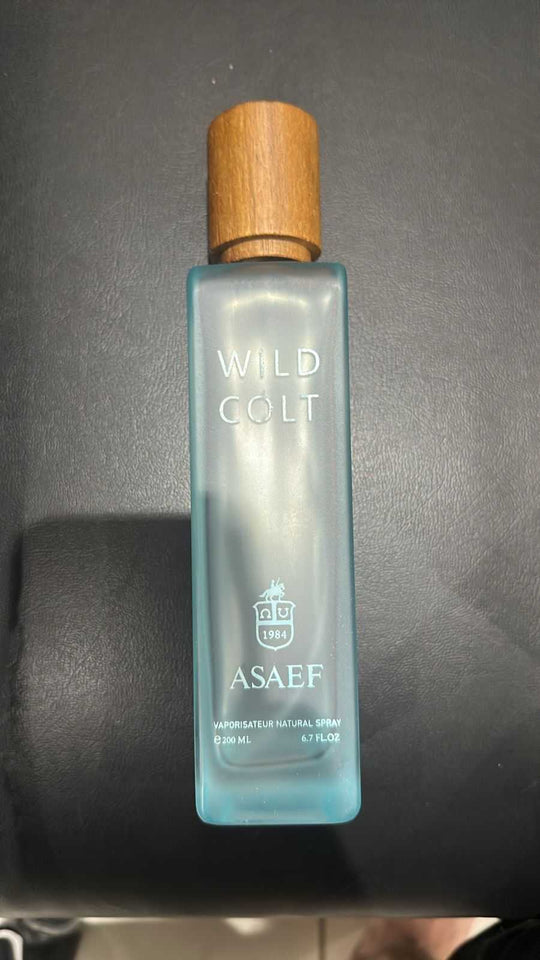 WILD
COLT
Ω Ω
1984
ASAEF
VAPORISATEUR NATURAL SPRAY
℮ 200 ML 6.7 FL.OZ